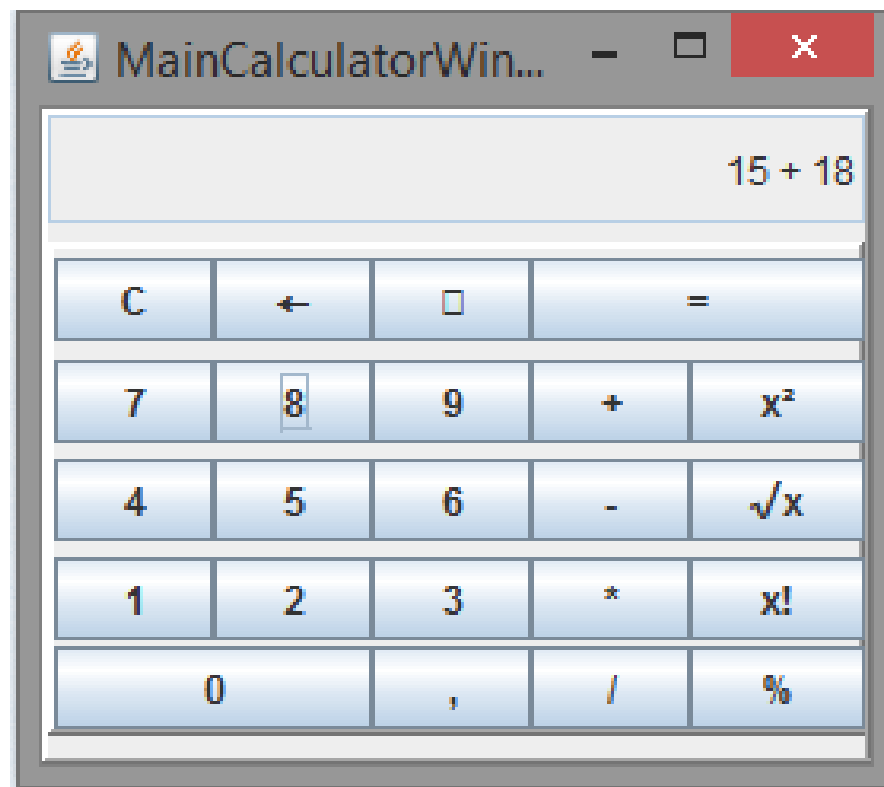 MainCalculatorWin...
15 + 18
C ← □ =
7 8 9 + x²
4 5 6 - √x
1 2 3 * x!
0 , / %